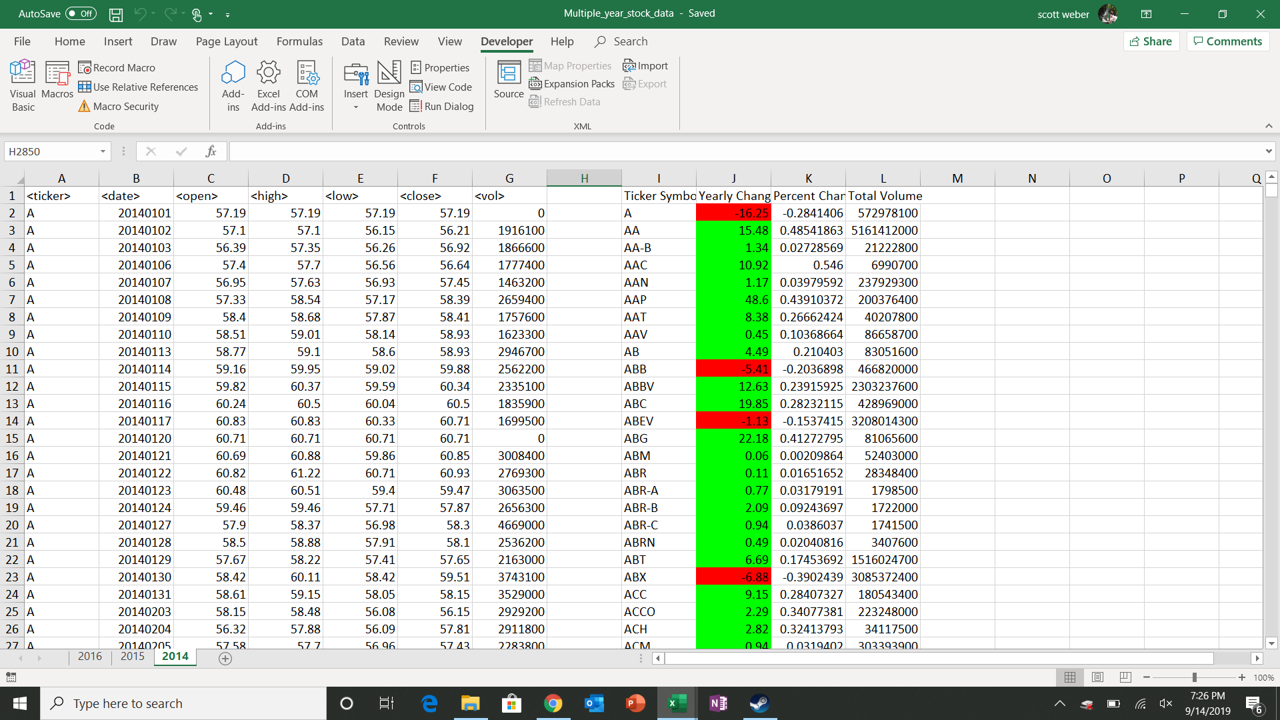 AutoSave Off Multiple_year_stock_data - Saved scott weber
File Home Insert Draw Page Layout Formulas Data Review View Developer Help Search Share Comments
Visual Basic Macros Record Macro Use Relative References Macro Security Add-ins Excel Add-ins COM Add-ins Insert Design Mode Properties View Code Run Dialog Source Map Properties Expansion Packs Refresh Data Import Export
Code Add-ins Controls XML
H2850 fx
A B C D E F G H I J K L M N O P Q
1 <ticker> <date> <open> <high> <low> <close> <vol> Ticker Symbo Yearly Chang Percent Char Total Volume
2 A 20140101 57.19 57.19 57.19 57.19 0 A -16.25 -0.2841406 572978100
3 A 20140102 57.1 57.1 56.15 56.21 1916100 AA 15.48 0.48541863 5161412000
4 A 20140103 56.39 57.35 56.26 56.92 1866600 AA-B 1.34 0.02728569 21222800
5 A 20140106 57.4 57.7 56.56 56.64 1777400 AAC 10.92 0.546 6990700
6 A 20140107 56.95 57.63 56.93 57.45 1463200 AAN 1.17 0.03979592 237929300
7 A 20140108 57.33 58.54 57.17 58.39 2659400 AAP 48.6 0.43910372 200376400
8 A 20140109 58.4 58.68 57.87 58.41 1757600 AAT 8.38 0.26662424 40207800
9 A 20140110 58.51 59.01 58.14 58.93 1623300 AAV 0.45 0.10368664 86658700
10 A 20140113 58.77 59.1 58.6 58.93 2946700 AB 4.49 0.210403 83051600
11 A 20140114 59.16 59.95 59.02 59.88 2562200 ABB -5.41 -0.2036898 466820000
12 A 20140115 59.82 60.37 59.59 60.34 2335100 ABBV 12.63 0.23915925 2303237600
13 A 20140116 60.24 60.5 60.04 60.5 1835900 ABC 19.85 0.28232115 428969000
14 A 20140117 60.83 60.83 60.33 60.71 1699500 ABEV -1.13 -0.1537415 3208014300
15 A 20140120 60.71 60.71 60.71 60.71 0 ABG 22.18 0.41272795 81065600
16 A 20140121 60.69 60.88 59.86 60.85 3008400 ABM 0.06 0.00209864 52403000
17 A 20140122 60.82 61.22 60.71 60.93 2769300 ABR 0.11 0.01651652 28348400
18 A 20140123 60.48 60.51 59.4 59.47 3063500 ABR-A 0.77 0.03179191 1798500
19 A 20140124 59.46 59.46 57.71 57.87 2656300 ABR-B 2.09 0.09243697 1722000
20 A 20140127 57.9 58.37 56.98 58.3 4669000 ABR-C 0.94 0.0386037 1741500
21 A 20140128 58.5 58.88 57.91 58.1 2536200 ABRN 0.49 0.02040816 3407600
22 A 20140129 57.67 58.22 57.41 57.65 2163000 ABT 6.69 0.17453692 1516024700
23 A 20140130 58.42 60.11 58.42 59.51 3743100 ABX -6.88 -0.3902439 3085372400
24 A 20140131 58.61 59.15 58.05 58.15 3529000 ACC 9.15 0.28407327 180543400
25 A 20140203 58.15 58.48 56.08 56.15 2929200 ACCO 2.29 0.34077381 223248000
26 A 20140204 56.32 57.88 56.09 57.81 2911800 ACH 2.82 0.32413793 34117500
27 A 20140205 57.58 57.7 56.96 57.43 2283800 ACM 0.94 0.0319402 303393900
2016 2015 2014
100%
Type here to search
7:26 PM
9/14/2019
6